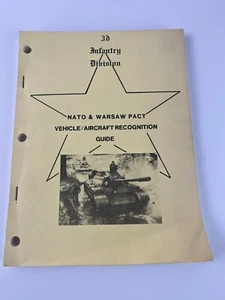 3d
Infantry
Division
NATO & WARSAW PACT
VEHICLE/AIRCRAFT RECOGNITION
GUIDE